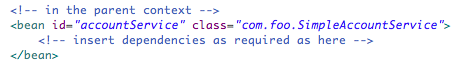 <!-- in the parent context -->
<bean id="accountService" class="com.foo.SimpleAccountService">
    <!-- insert dependencies as required as here -->
</bean>